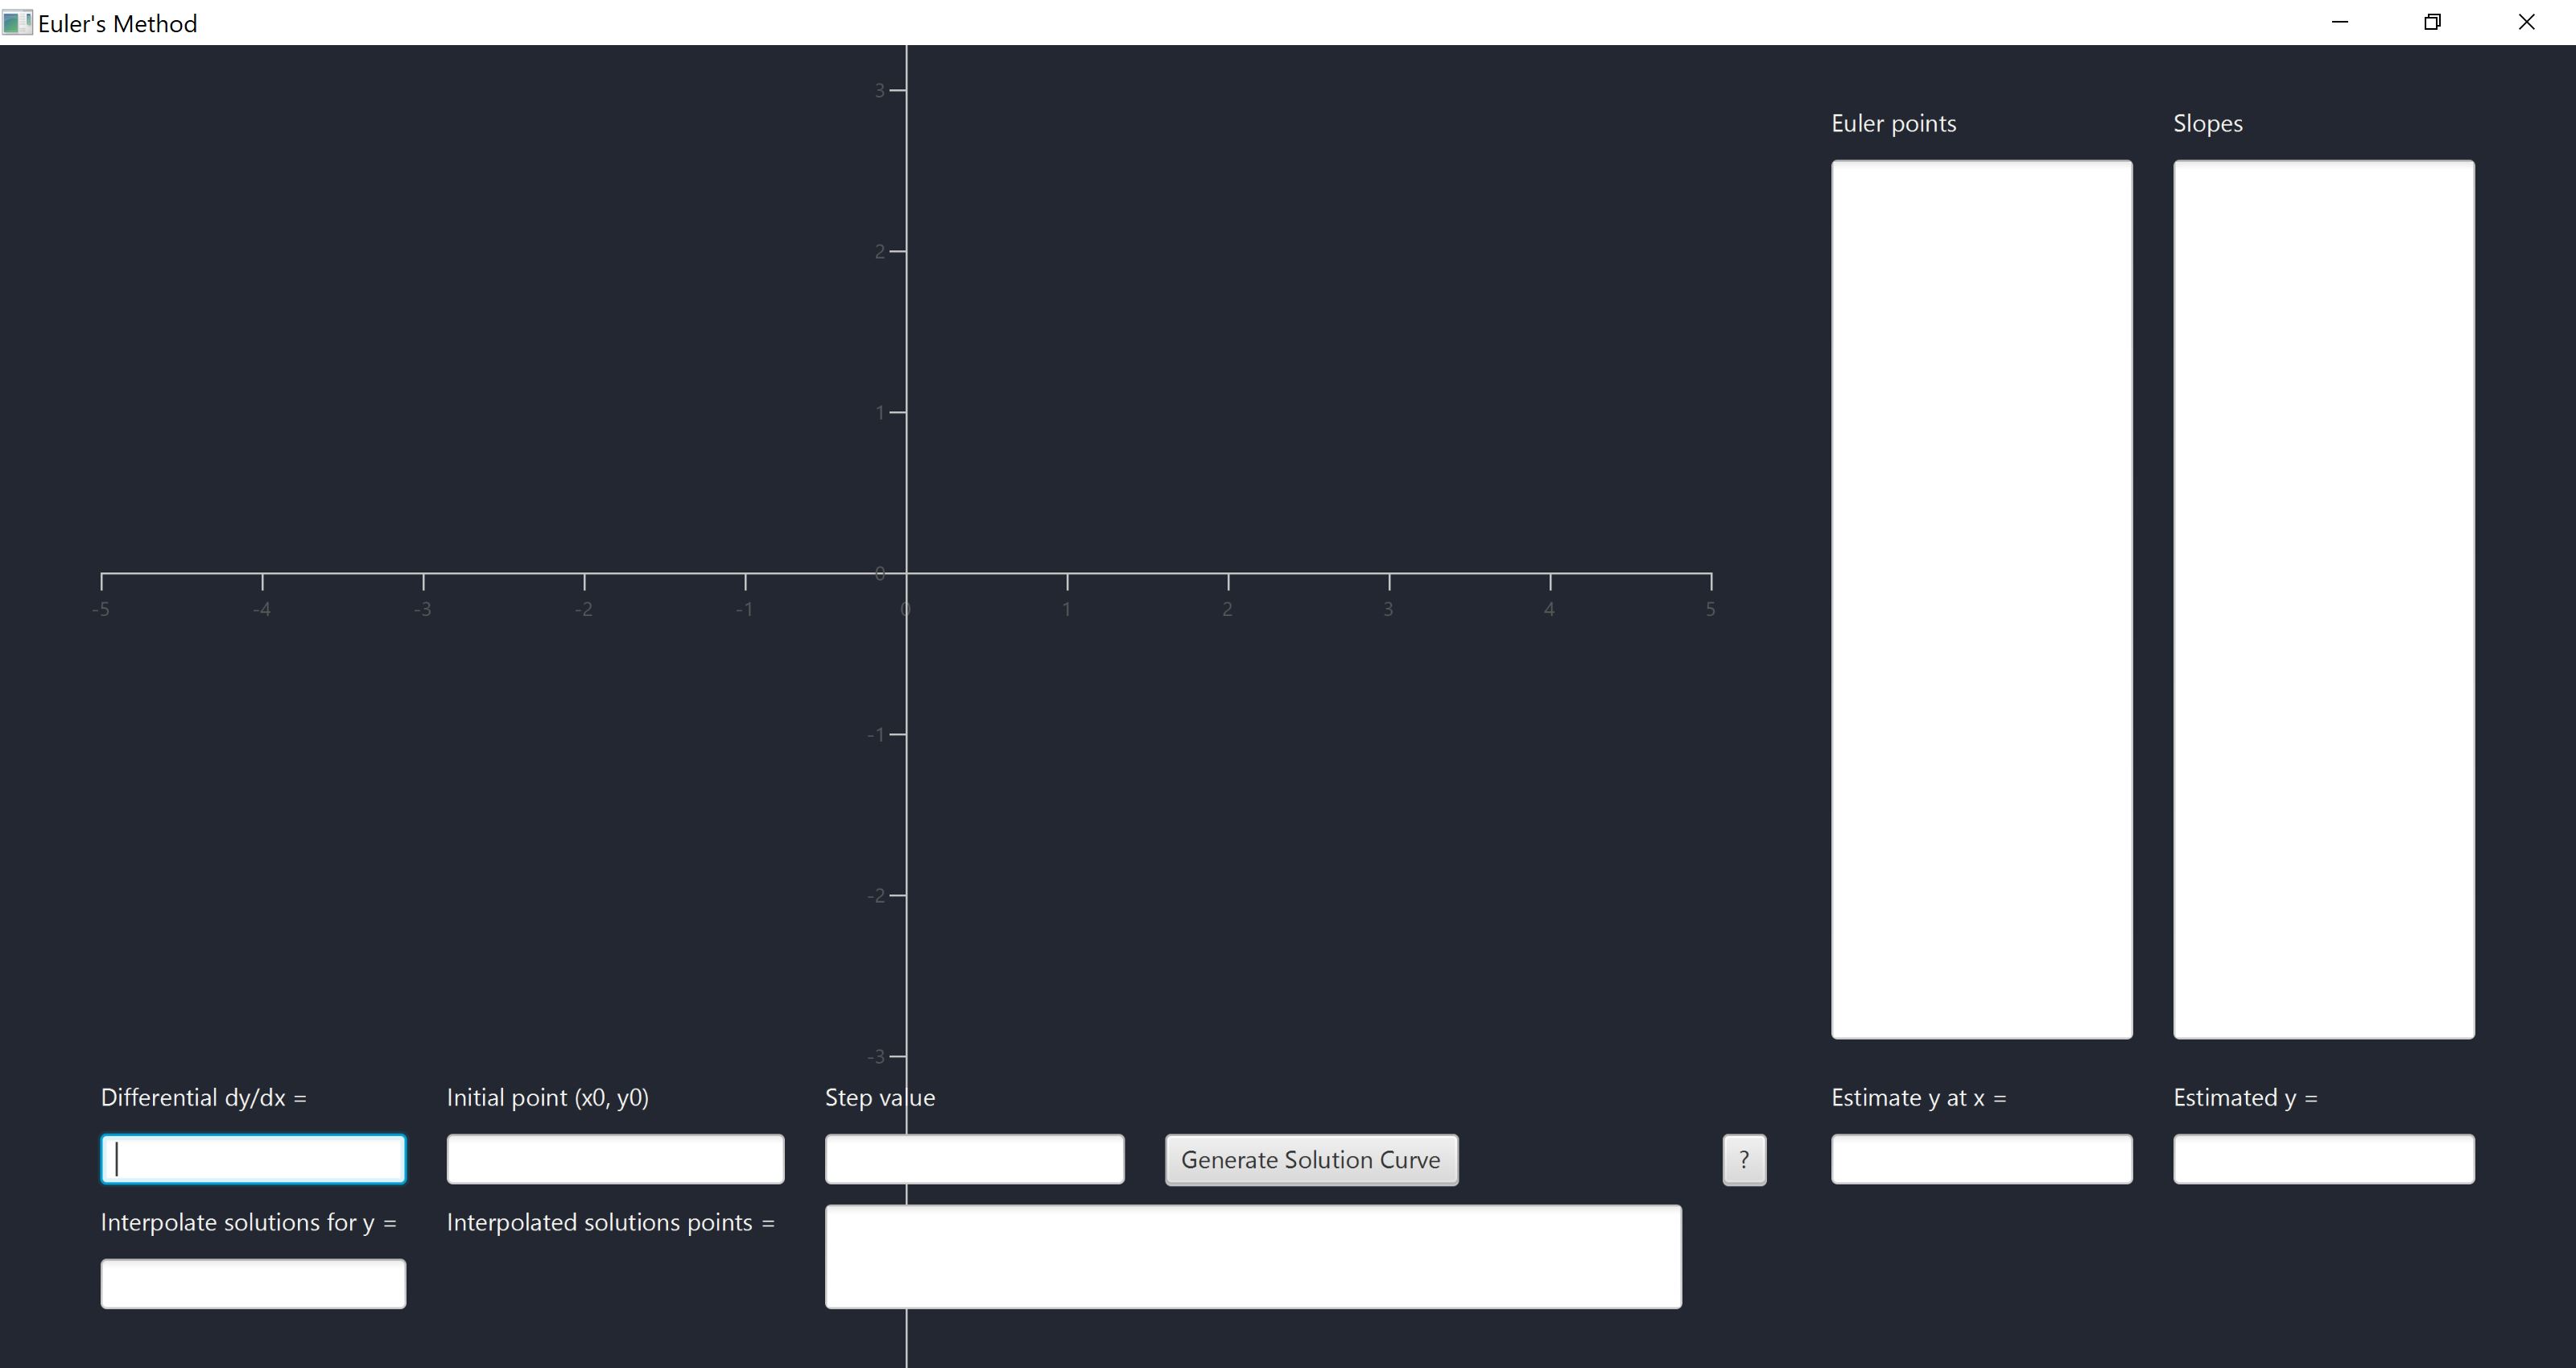 Euler's Method
3
2
1
0
-5 -4 -3 -2 -1 0 1 2 3 4 5
-1
-2
-3
Euler points
Slopes
Differential dy/dx =
Initial point (x0, y0)
Step value
Generate Solution Curve
?
Estimate y at x =
Estimated y =
Interpolate solutions for y =
Interpolated solutions points =